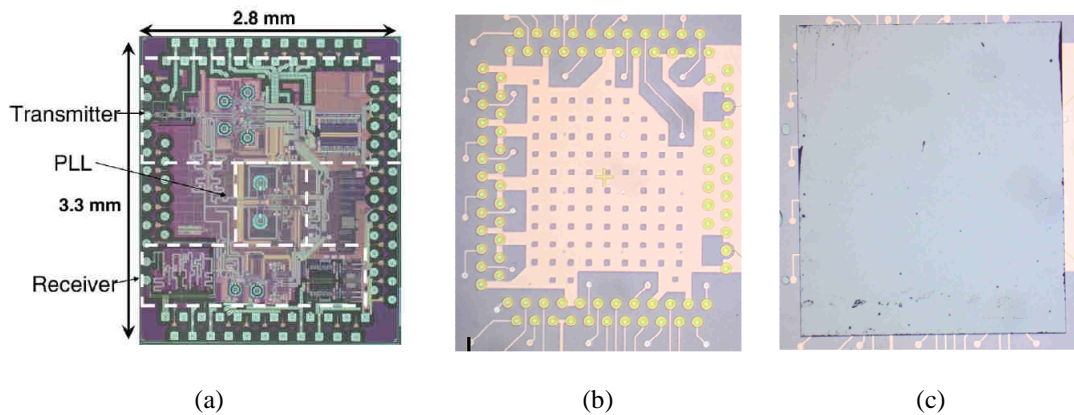 2.8 mm
Transmitter
PLL
3.3 mm
Receiver
(a)
(b)
(c)